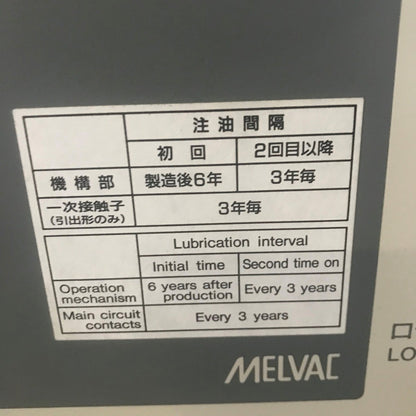 注油間隔
初回 2回目以降
機構部 製造後6年 3年毎
一次接触子
(引出形のみ) 3年毎
Lubrication interval
Initial time Second time on
Operation mechanism 6 years after production Every 3 years
Main circuit contacts Every 3 years
MELVAC
ロ
LO